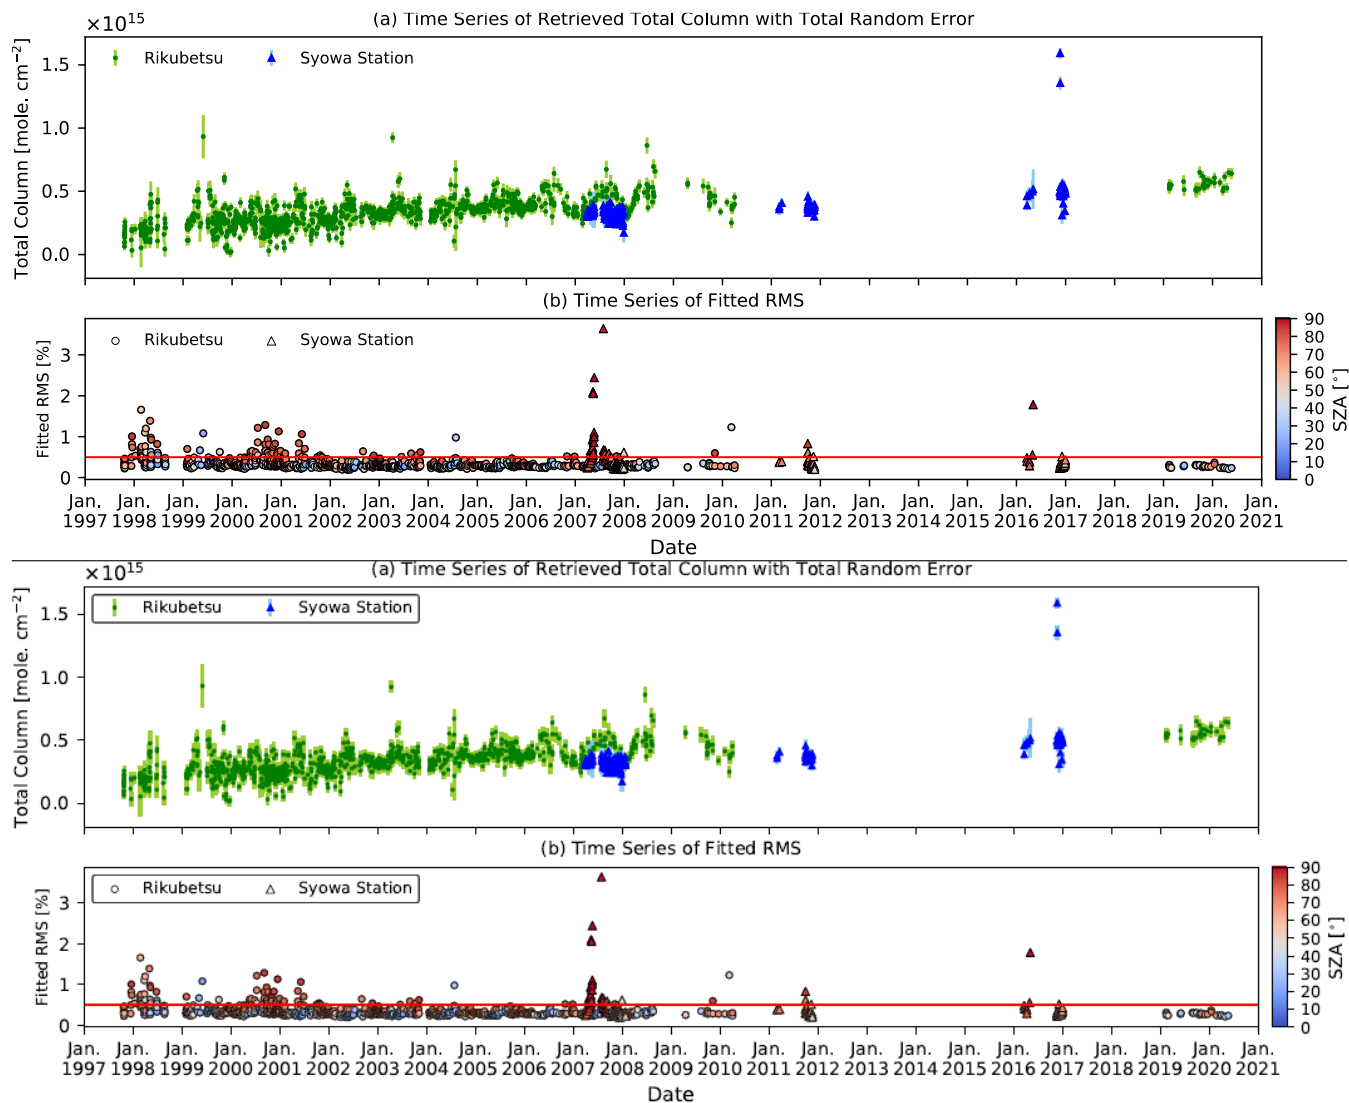 ×10¹⁵
(a) Time Series of Retrieved Total Column with Total Random Error
Total Column [mole. cm⁻²]
1.5
1.0
0.5
0.0
Rikubetsu Syowa Station
(b) Time Series of Fitted RMS
Fitted RMS [%]
3
2
1
0
Rikubetsu Syowa Station
90
80
70
60
50
40
30
20
10
0
SZA [°]
Jan. Jan. Jan. Jan. Jan. Jan. Jan. Jan. Jan. Jan. Jan. Jan. Jan. Jan. Jan. Jan. Jan. Jan. Jan. Jan. Jan. Jan. Jan. Jan. Jan.
1997 1998 1999 2000 2001 2002 2003 2004 2005 2006 2007 2008 2009 2010 2011 2012 2013 2014 2015 2016 2017 2018 2019 2020 2021
Date
×10¹⁵
(a) Time Series of Retrieved Total Column with Total Random Error
Total Column [mole. cm⁻²]
1.5
1.0
0.5
0.0
Rikubetsu Syowa Station
(b) Time Series of Fitted RMS
Fitted RMS [%]
3
2
1
0
Rikubetsu Syowa Station
90
80
70
60
50
40
30
20
10
0
SZA [°]
Jan. Jan. Jan. Jan. Jan. Jan. Jan. Jan. Jan. Jan. Jan. Jan. Jan. Jan. Jan. Jan. Jan. Jan. Jan. Jan. Jan. Jan. Jan. Jan. Jan.
1997 1998 1999 2000 2001 2002 2003 2004 2005 2006 2007 2008 2009 2010 2011 2012 2013 2014 2015 2016 2017 2018 2019 2020 2021
Date